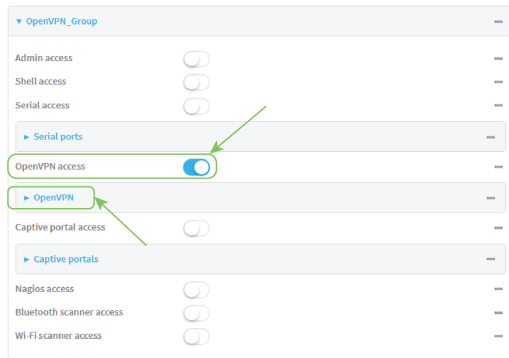 OpenVPN_Group
Admin access
Shell access
Serial access
Serial ports
OpenVPN access
OpenVPN
Captive portal access
Captive portals
Nagios access
Bluetooth scanner access
Wi-Fi scanner access